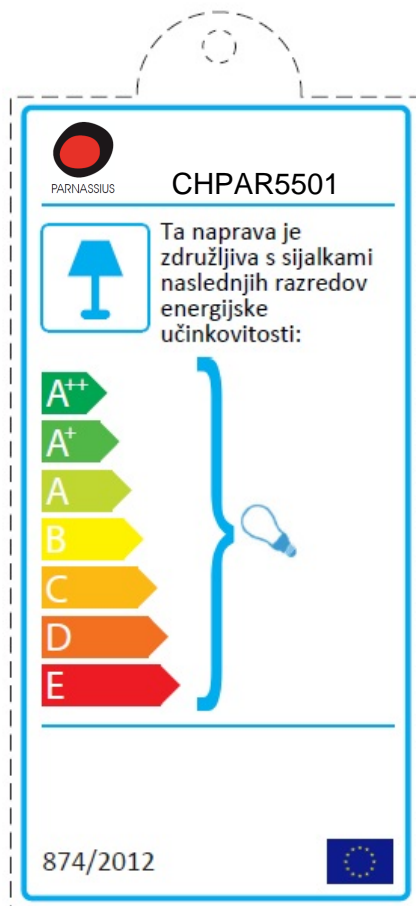 PARNASSIUS
CHPAR5501
Ta naprava je
združljiva s sijalkami
naslednjih razredov
energijske
učinkovitosti:
A++
A+
A
B
C
D
E
874/2012